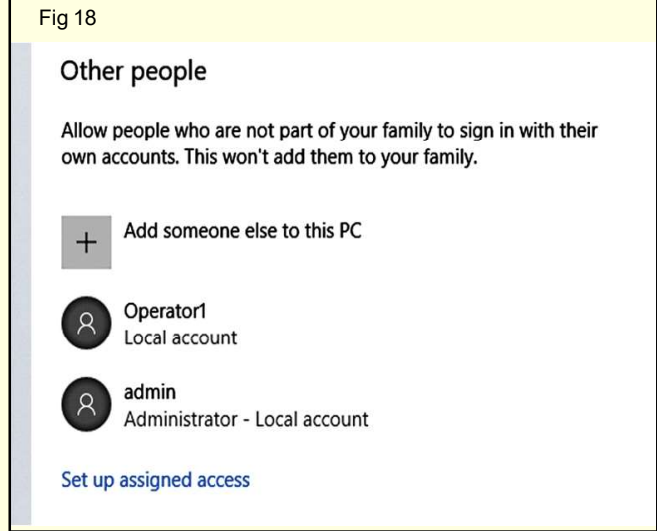 Fig 18
Other people
Allow people who are not part of your family to sign in with their
own accounts. This won't add them to your family.
Add someone else to this PC
Operator1
Local account
admin
Administrator - Local account
Set up assigned access